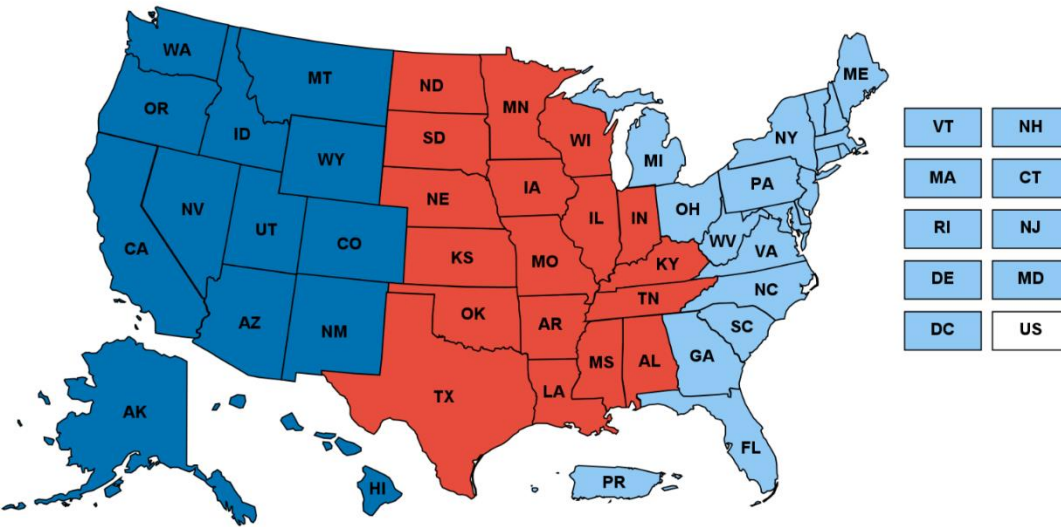 WA
MT
ND
MN
ME
OR
ID
SD
WI
NY
VT
NH
WY
MI
MA
CT
NV
NE
IA
PA
UT
CO
IL
IN
OH
RI
NJ
CA
KS
MO
WV
VA
KY
DE
MD
AZ
NM
OK
AR
TN
NC
SC
DC
US
TX
LA
MS
AL
GA
AK
FL
HI
PR